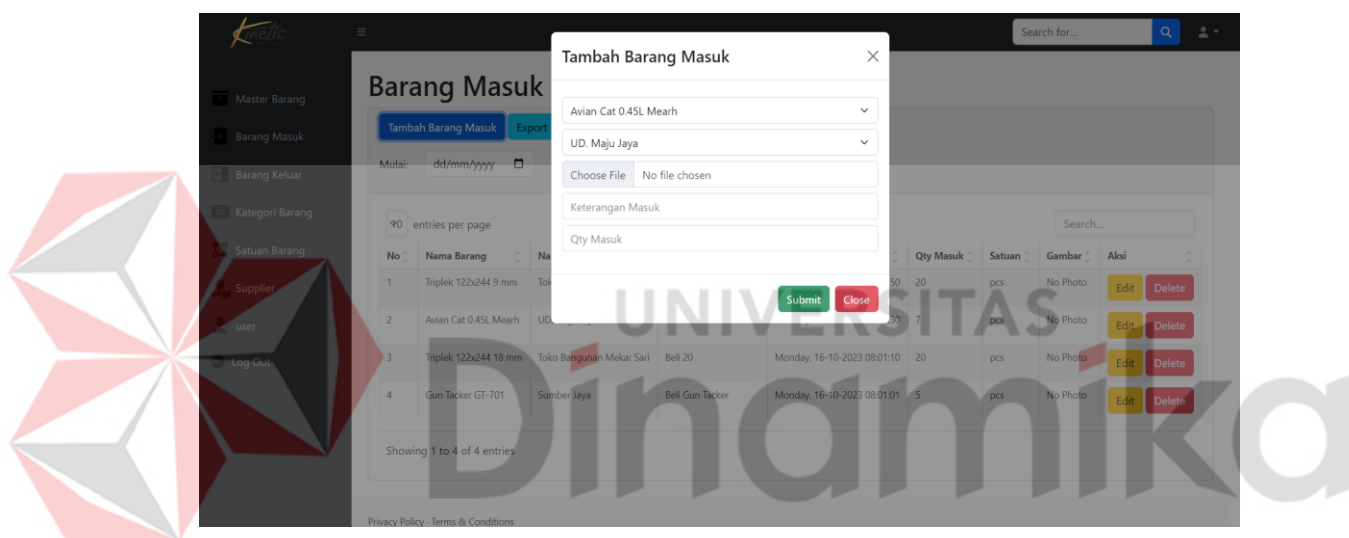 Kinetic
Search for...
Tambah Barang Masuk
Barang Masuk
Master Barang
Barang Masuk
Barang Keluar
Kategori Barang
Satuan Barang
Supplier
user
Log Out
Tambah Barang Masuk
Export
Mulai:
dd/mm/yyyy
Avian Cat 0.45L Mearh
UD. Maju Jaya
Choose File No file chosen
Keterangan Masuk
Qty Masuk
Submit Close
entries per page
Search...
No Nama Barang Na Qty Masuk Satuan Gambar Aksi
1 Triplek 122x244 9 mm Tok 50 20 pcs No Photo Edit Delete
2 Avian Cat 0.45L Mearh UD 30 7 pcs No Photo Edit Delete
3 Triplek 122x244 18 mm Toko Bangunan Mekar Sari Beli 20 Monday, 16-10-2023 08:01:10 20 pcs No Photo Edit Delete
4 Gun Tacker GT-701 Sumber Jaya Beli Gun Tacker Monday, 16-10-2023 08:01:01 5 pcs No Photo Edit Delete
Showing 1 to 4 of 4 entries
Privacy Policy · Terms & Conditions
UNIVERSITAS
Dinamika